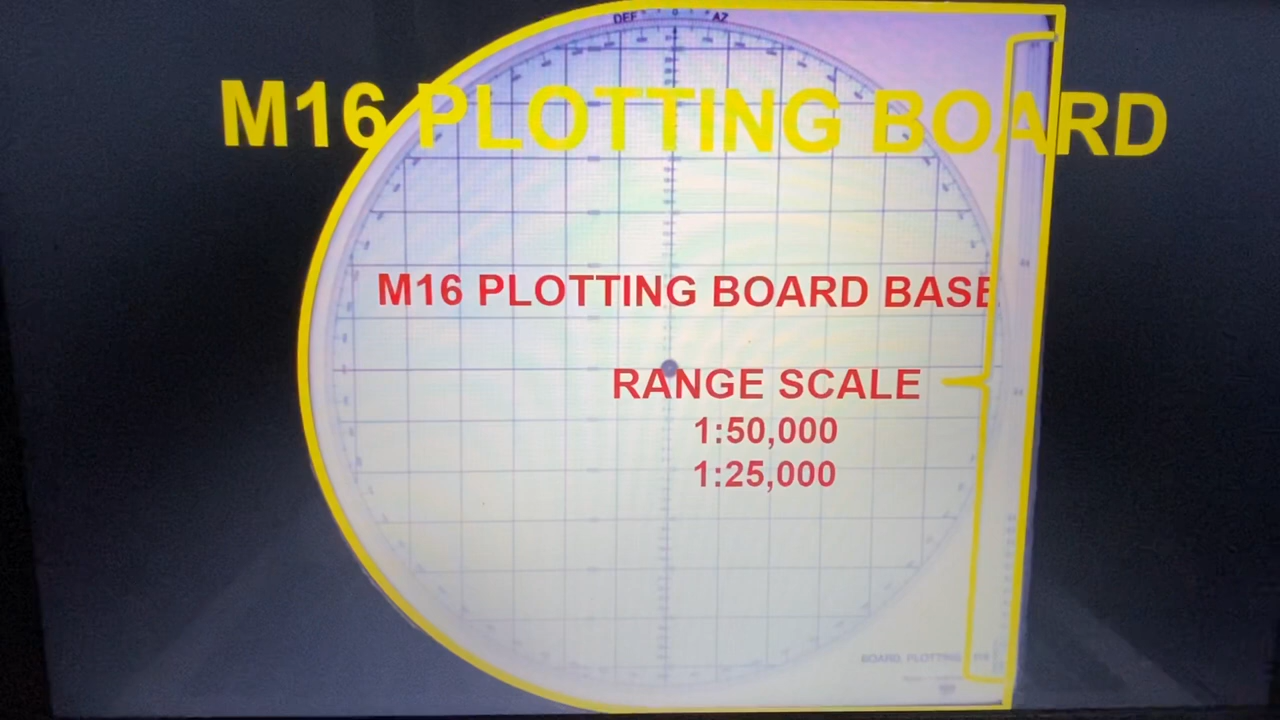 DEF 0 AZ
M16 PLOTTING BOARD
M16 PLOTTING BOARD BASE
RANGE SCALE
1:50,000
1:25,000
BOARD, PLOTTING